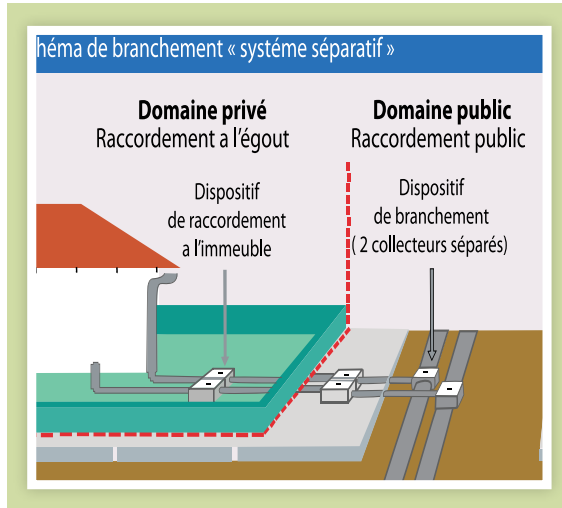 héma de branchement « systéme séparatif »
Domaine privé
Raccordement a l’égout
Domaine public
Raccordement public
Dispositif
de raccordement
a l’immeuble
Dispositif
de branchement
( 2 collecteurs séparés)